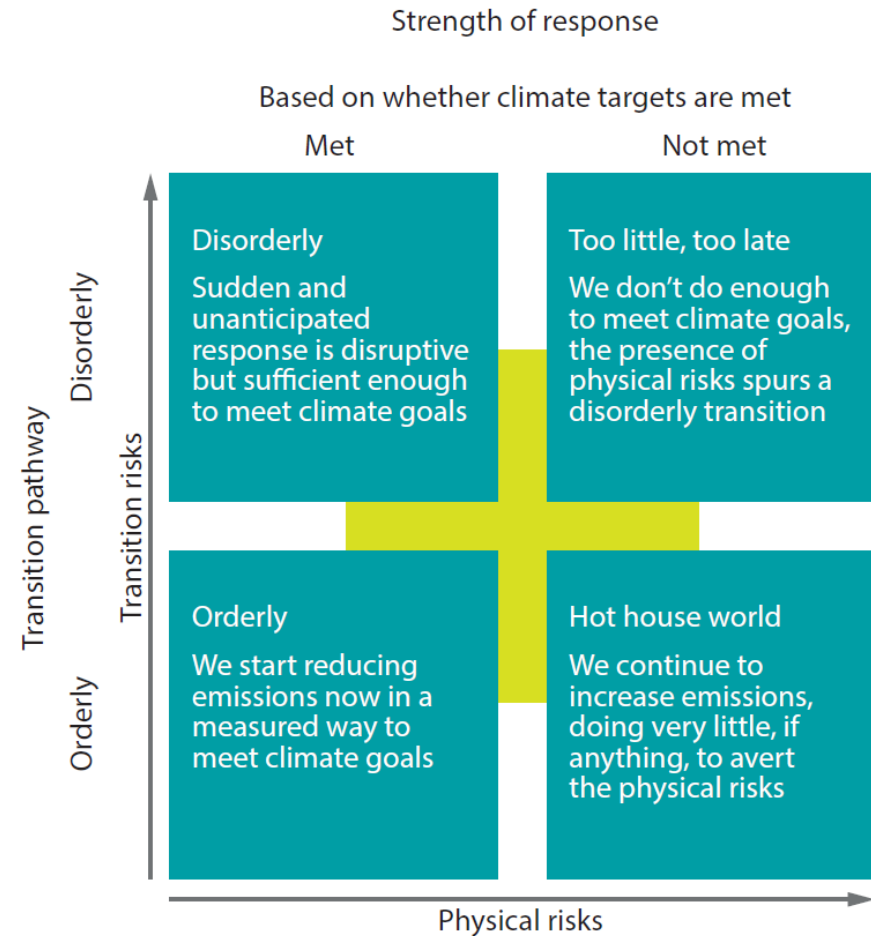 Strength of response
Based on whether climate targets are met
Met
Not met
Transition pathway
Disorderly
Orderly
Transition risks
Disorderly
Sudden and
unanticipated
response is disruptive
but sufficient enough
to meet climate goals
Too little, too late
We don’t do enough
to meet climate goals,
the presence of
physical risks spurs a
disorderly transition
Orderly
We start reducing
emissions now in a
measured way to
meet climate goals
Hot house world
We continue to
increase emissions,
doing very little, if
anything, to avert
the physical risks
Physical risks